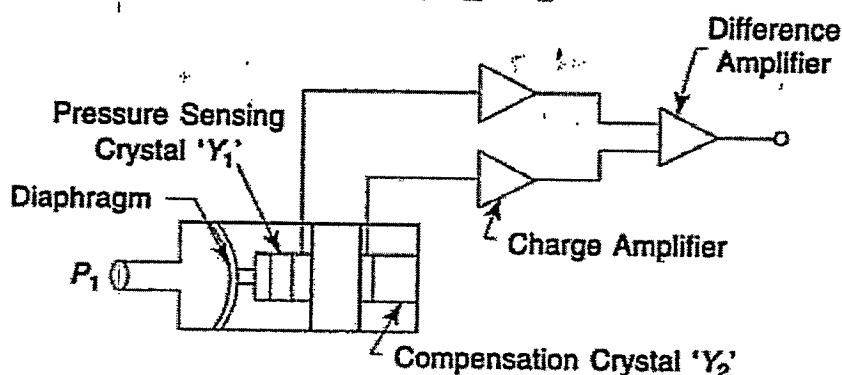 Difference
Amplifier
Pressure Sensing
Crystal 'Y₁'
Diaphragm
P₁
Charge Amplifier
Compensation Crystal 'Y₂'